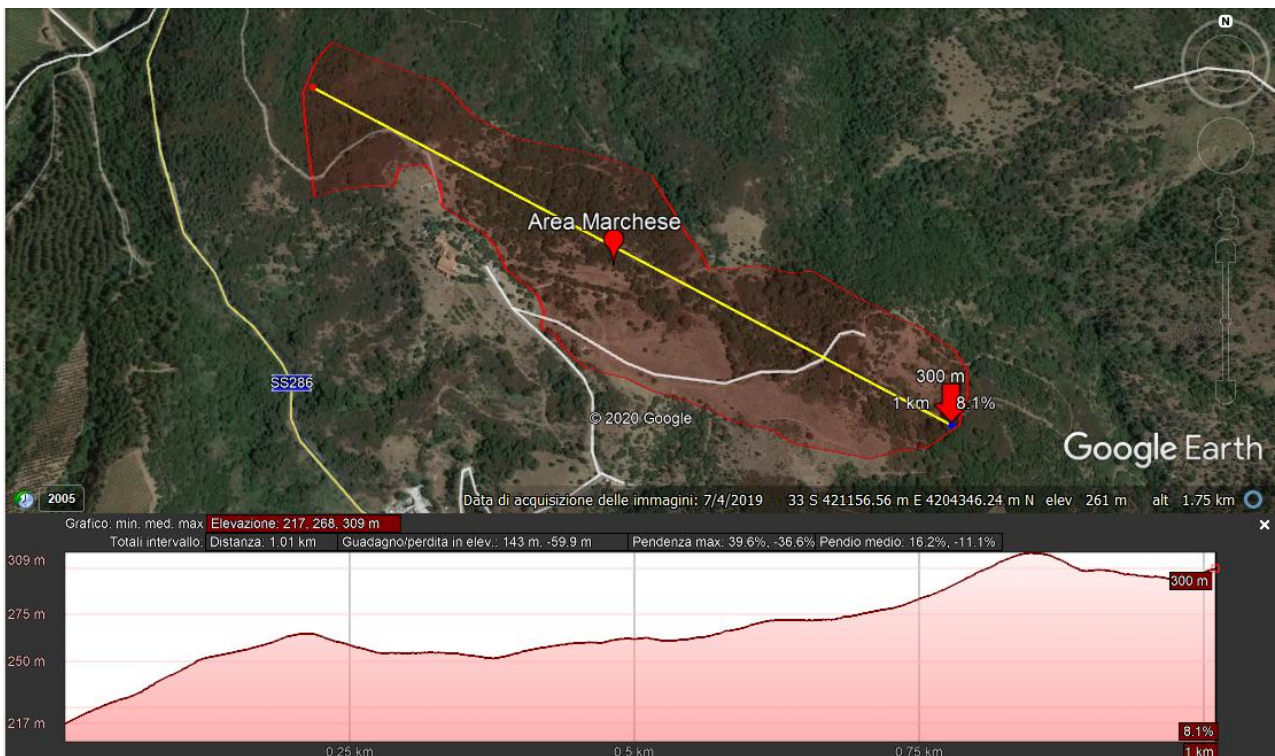 N
Area Marchese
SS286
300 m
1 km 8.1%
© 2020 Google
Google Earth
2005
Data di acquisizione delle immagini: 7/4/2019 33 S 421156.56 m E 4204346.24 m N elev 261 m alt 1.75 km
Grafico: min. med. max Elevazione: 217, 268, 309 m
Totali intervallo: Distanza: 1.01 km Guadagno/perdita in elev.: 143 m, -59.9 m Pendenza max: 39.6%, -36.6% Pendio medio: 16.2%, -11.1%
309 m
300 m
275 m
250 m
217 m
8.1%
0.25 km 0.5 km 0.75 km 1 km